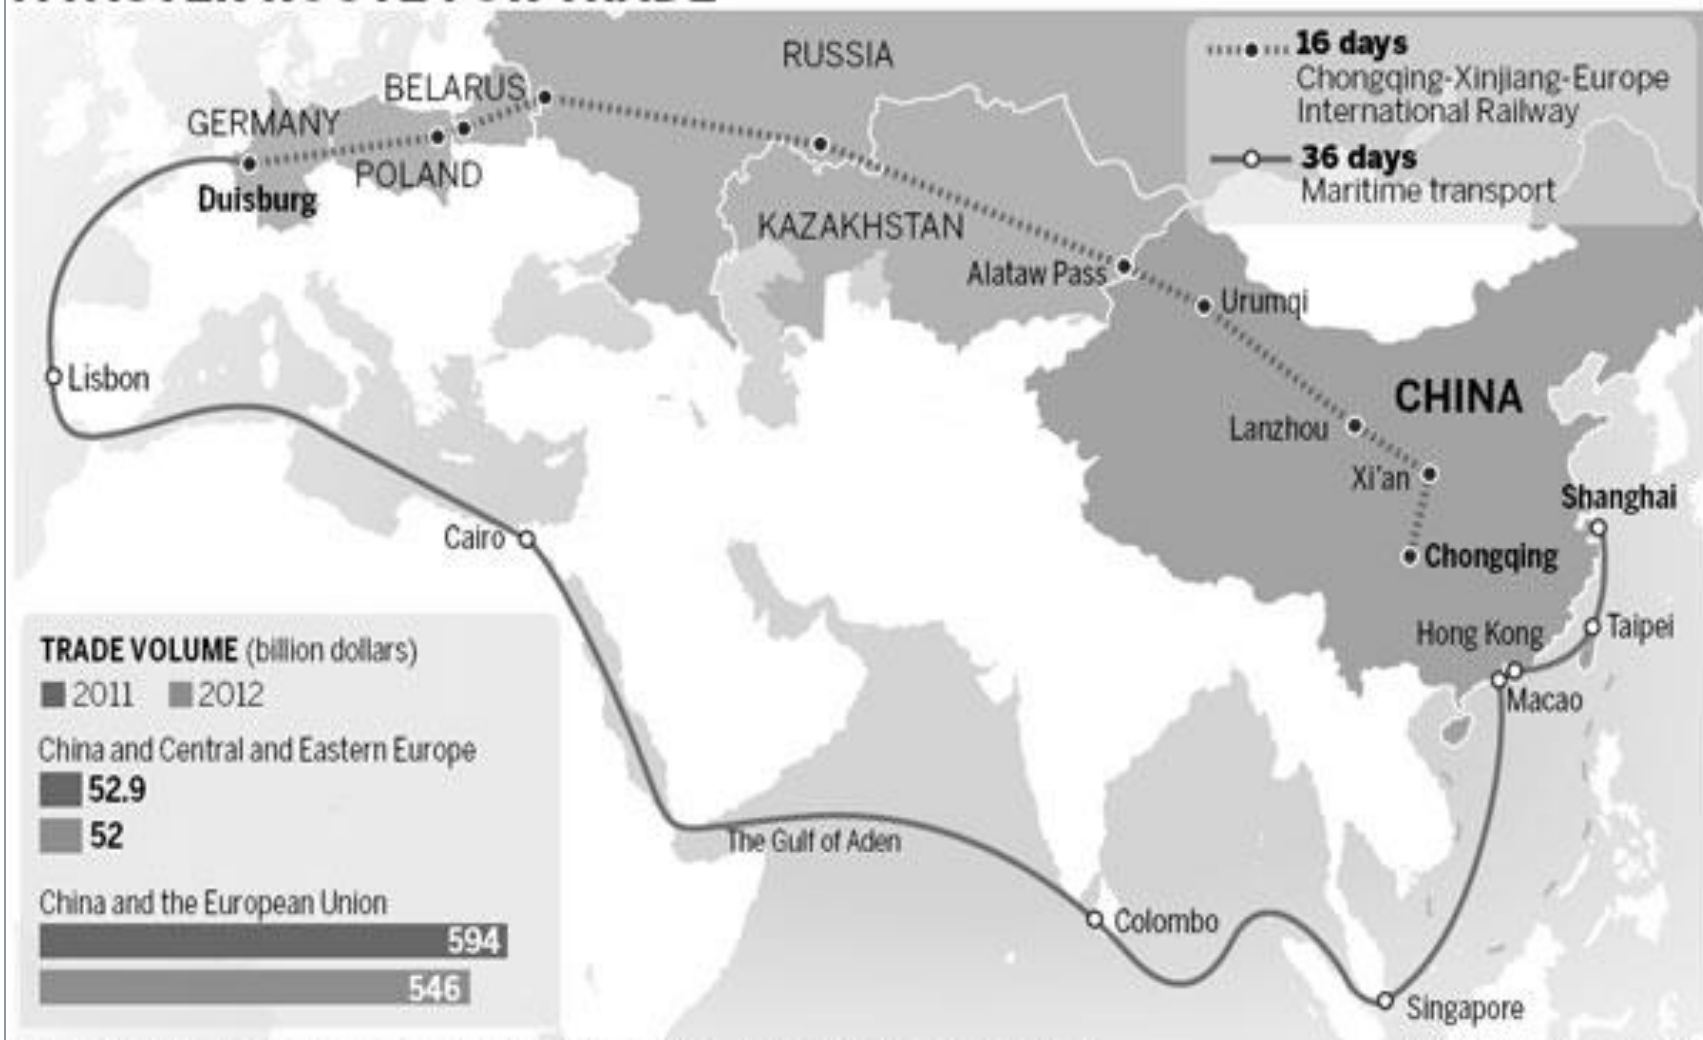 RUSSIA
16 days
Chongqing-Xinjiang-Europe
International Railway
36 days
Maritime transport
BELARUS
GERMANY
POLAND
Duisburg
KAZAKHSTAN
Alataw Pass
Urumqi
Lisbon
CHINA
Lanzhou
Xi'an
Shanghai
Cairo
Chongqing
Hong Kong
Taipei
Macao
TRADE VOLUME (billion dollars)
2011 2012
China and Central and Eastern Europe
52.9
52
The Gulf of Aden
China and the European Union
594
546
Colombo
Singapore